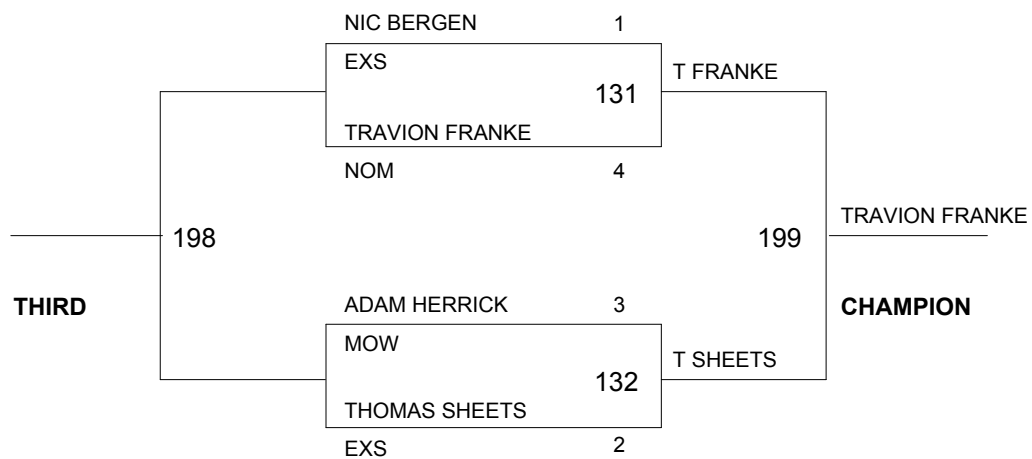 NIC BERGEN 1
EXS
131
T FRANKE
TRAVION FRANKE
NOM 4
198
199
TRAVION FRANKE
THIRD
CHAMPION
ADAM HERRICK 3
MOW
132
T SHEETS
THOMAS SHEETS
EXS 2